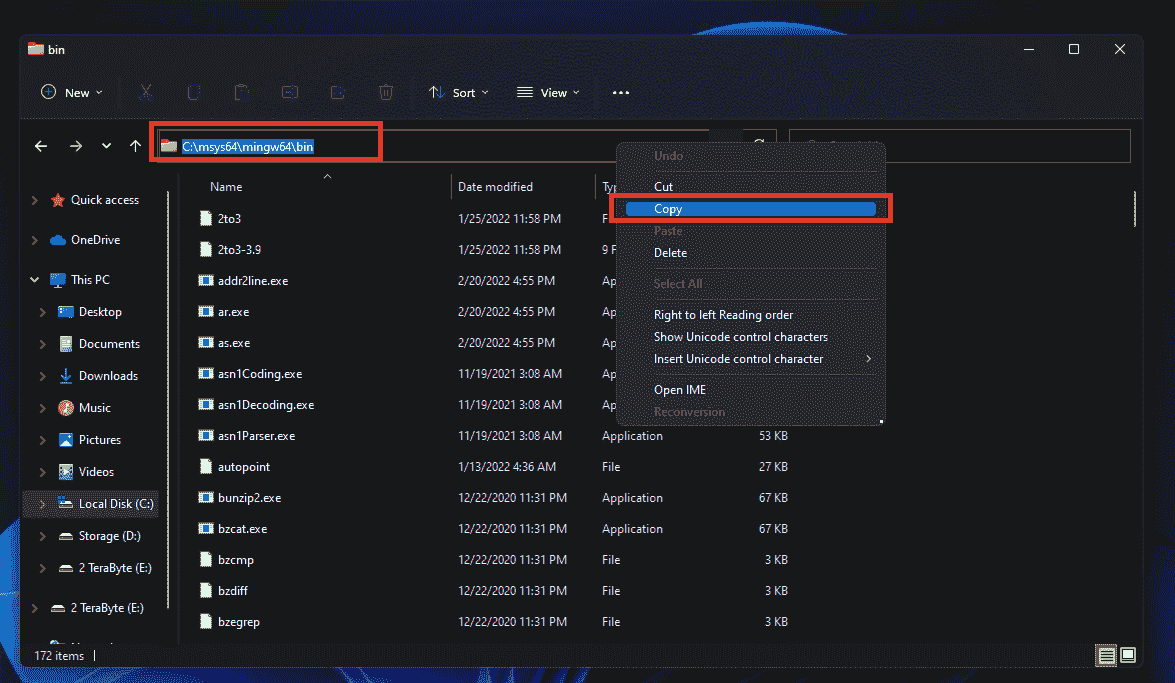 bin
New
Sort
View
C:\msys64\mingw64\bin
Name
Date modified
Quick access
OneDrive
This PC
Desktop
Documents
Downloads
Music
Pictures
Videos
Local Disk (C:)
Storage (D:)
2 TeraByte (E:)
2 TeraByte (E:)
2to3 1/25/2022 11:58 PM
2to3-3.9 1/25/2022 11:58 PM 9 F
addr2line.exe 2/20/2022 4:55 PM Ap
ar.exe 2/20/2022 4:55 PM Ap
as.exe 2/20/2022 4:55 PM Ap
asn1Coding.exe 11/19/2021 3:08 AM Ap
asn1Decoding.exe 11/19/2021 3:08 AM Ap
asn1Parser.exe 11/19/2021 3:08 AM Application 53 KB
autopoint 1/13/2022 4:36 AM File 27 KB
bunzip2.exe 12/22/2020 11:31 PM Application 67 KB
bzcat.exe 12/22/2020 11:31 PM Application 67 KB
bzcmp 12/22/2020 11:31 PM File 3 KB
bzdiff 12/22/2020 11:31 PM File 3 KB
bzegrep 12/22/2020 11:31 PM File 3 KB
Undo
Cut
Copy
Paste
Delete
Select All
Right to left Reading order
Show Unicode control characters
Insert Unicode control character
Open IME
Reconversion
172 items